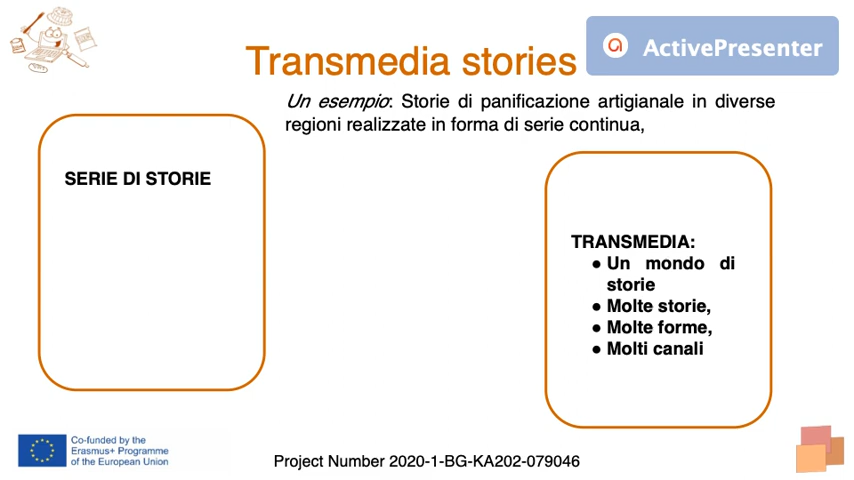 Transmedia stories
ActivePresenter
Un esempio: Storie di panificazione artigianale in diverse
regioni realizzate in forma di serie continua,
SERIE DI STORIE
TRANSMEDIA:
● Un mondo di
storie
● Molte storie,
● Molte forme,
● Molti canali
Co-funded by the
Erasmus+ Programme
of the European Union
Project Number 2020-1-BG-KA202-079046